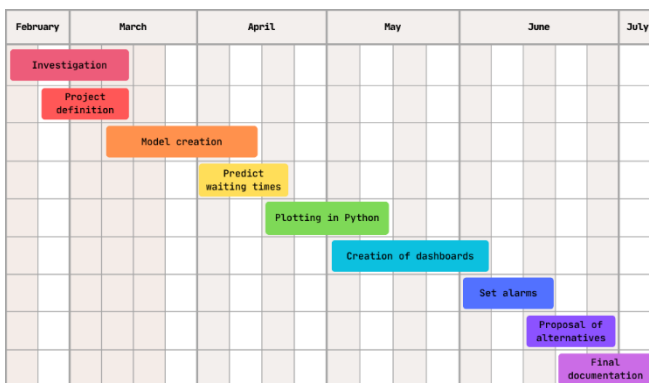 February March April May June July
Investigation
Project
definition
Model creation
Predict
waiting times
Plotting in Python
Creation of dashboards
Set alarms
Proposal of
alternatives
Final
documentation